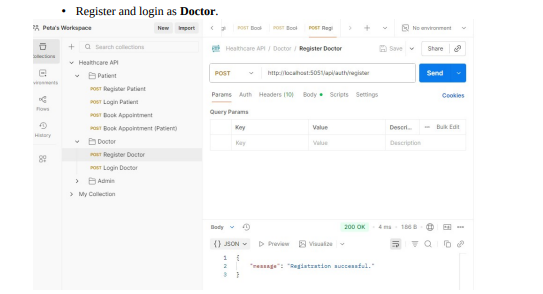 • Register and login as Doctor.
Peta's Workspace New Import
POST Bool POST Bool POST Regi No environment
Search collections
Healthcare API / Doctor / Register Doctor Save Share
Collections
Healthcare API
Patient
POST http://localhost:5051/api/auth/register Send
POST Register Patient
POST Login Patient
Params Auth Headers (10) Body Scripts Settings Cookies
Flows
POST Book Appointment
Query Params
POST Book Appointment (Patient)
Key Value Descri... Bulk Edit
History
Doctor
Key Value Description
POST Register Doctor
POST Login Doctor
Admin
My Collection
Body 200 OK • 4 ms • 186 B
{} JSON Preview Visualize
1 {
2 "message": "Registration successful."
3 }